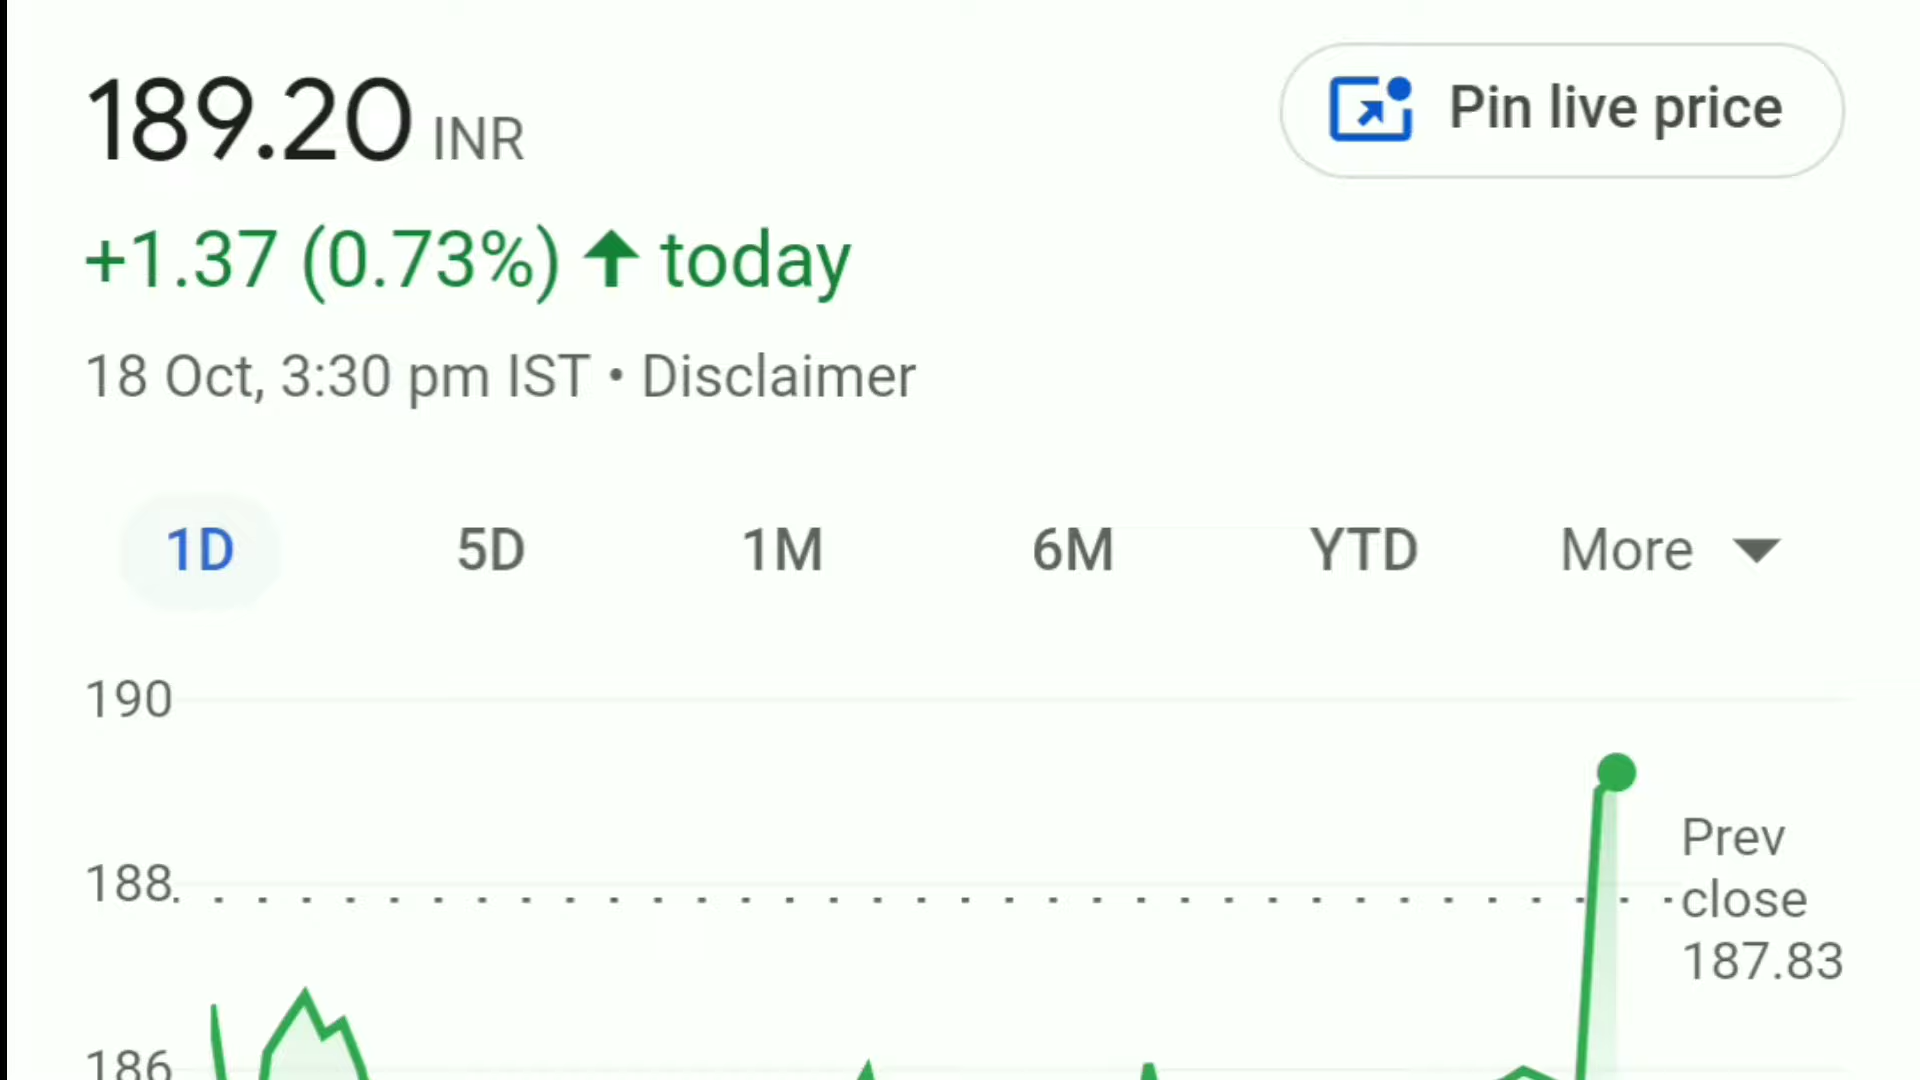 189.20 INR
Pin live price
+1.37 (0.73%) today
18 Oct, 3:30 pm IST • Disclaimer
1D 5D 1M 6M YTD More
190
188
Prev
close
187.83
186